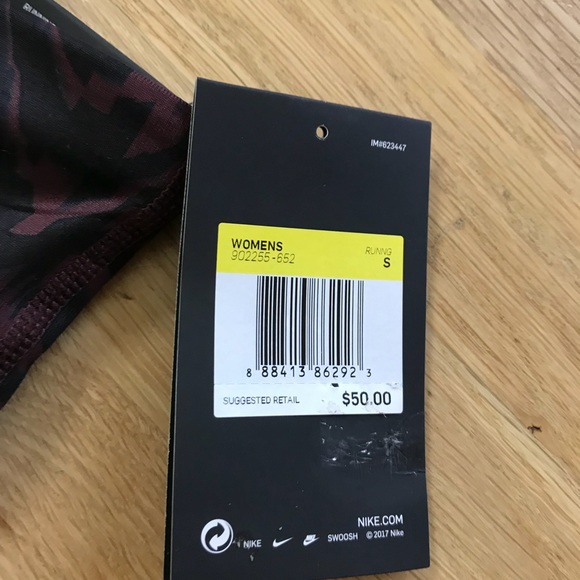 IM#623447
WOMENS
902255-652
RUNNG
S
8 88413 86292 3
SUGGESTED RETAIL $50.00
NIKE.COM
NIKE SWOOSH © 2017 Nike